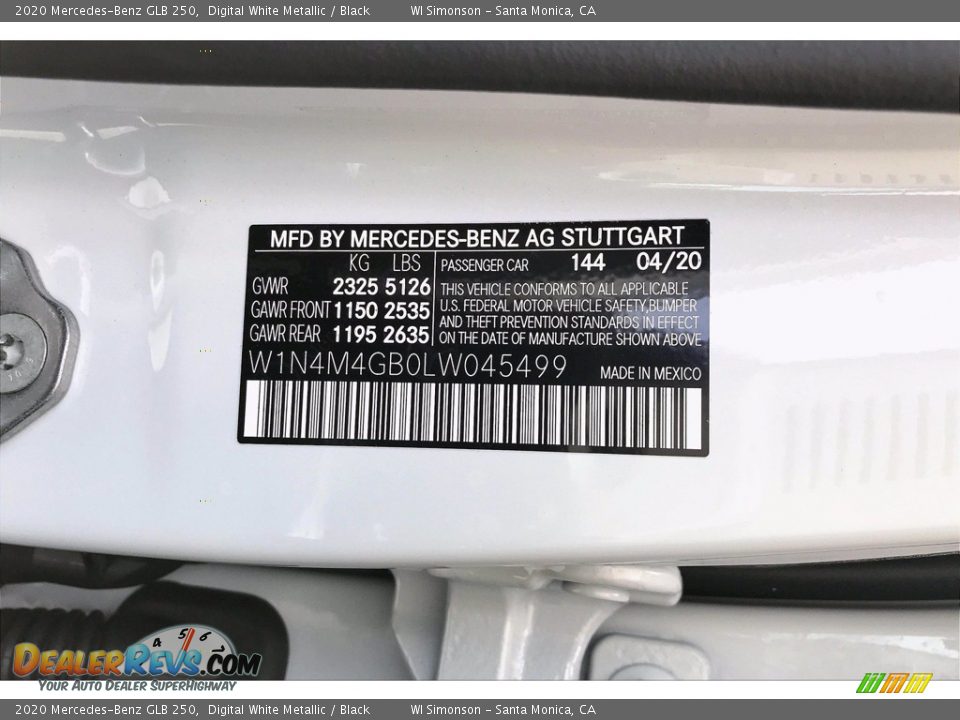 2020 Mercedes-Benz GLB 250, Digital White Metallic / Black WI Simonson - Santa Monica, CA
MFD BY MERCEDES-BENZ AG STUTTGART
KG LBS
GVWR 2325 5126
GAWR FRONT 1150 2535
GAWR REAR 1195 2635
PASSENGER CAR 144 04/20
THIS VEHICLE CONFORMS TO ALL APPLICABLE
U.S. FEDERAL MOTOR VEHICLE SAFETY,BUMPER
AND THEFT PREVENTION STANDARDS IN EFFECT
ON THE DATE OF MANUFACTURE SHOWN ABOVE.
W1N4M4GB0LW045499
MADE IN MEXICO
4 5 6
DealerRevs.com
Your Auto Dealer SuperHighway
2020 Mercedes-Benz GLB 250, Digital White Metallic / Black WI Simonson - Santa Monica, CA